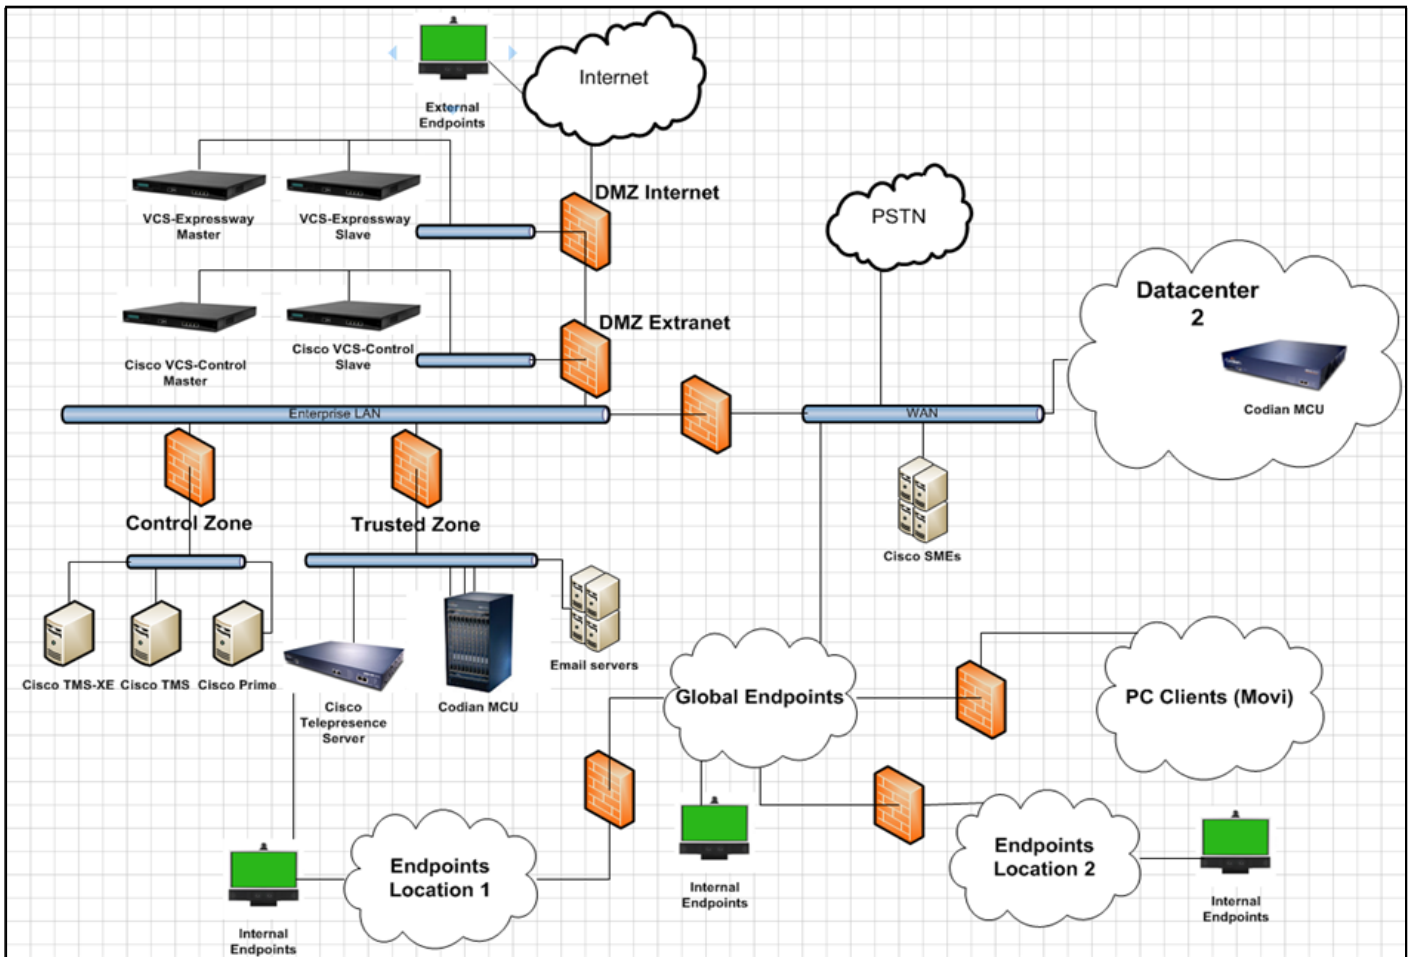 Internet
External
Endpoints
DMZ Internet
VCS-Expressway
Master
VCS-Expressway
Slave
PSTN
Datacenter
2
DMZ Extranet
Cisco VCS-Control
Master
Cisco VCS-Control
Slave
Codian MCU
Enterprise LAN
WAN
Control Zone
Trusted Zone
Cisco SMEs
Cisco TMS-XE
Cisco TMS
Cisco Prime
Cisco
Telepresence
Server
Codian MCU
Email servers
Global Endpoints
PC Clients (Movi)
Endpoints
Location 1
Internal
Endpoints
Internal
Endpoints
Endpoints
Location 2
Internal
Endpoints